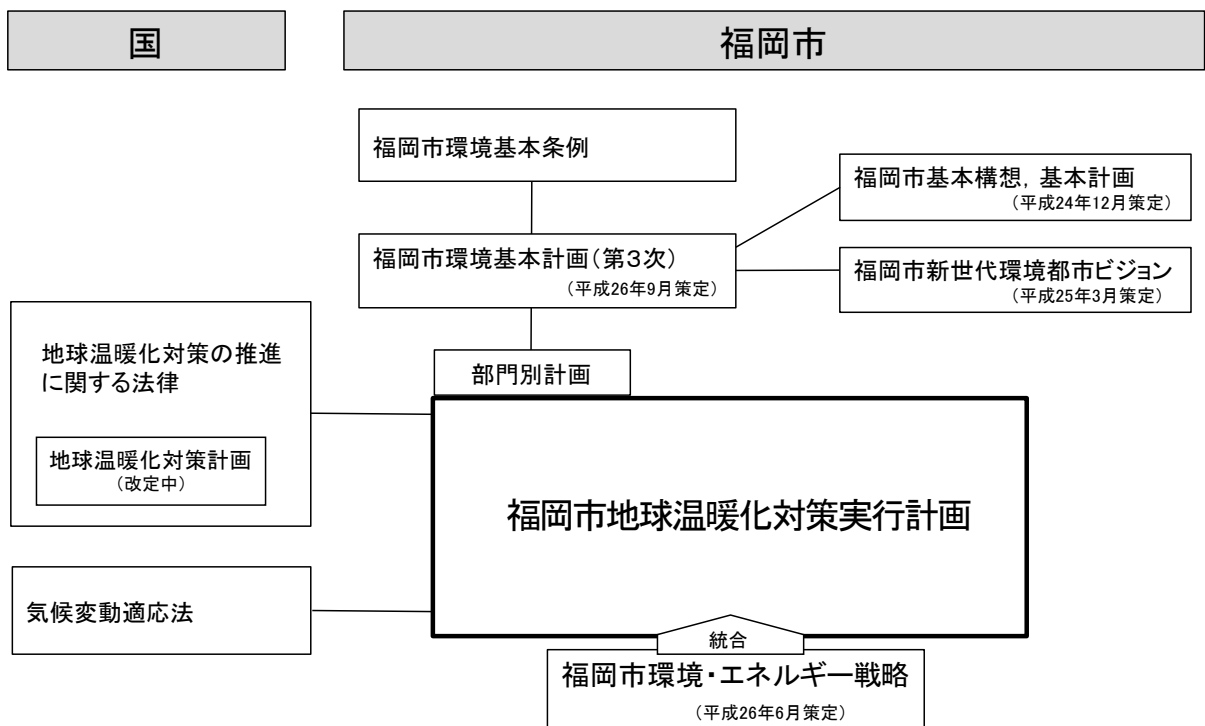 国
福岡市
福岡市環境基本条例
福岡市基本構想，基本計画
（平成24年12月策定）
福岡市環境基本計画（第３次）
（平成26年9月策定）
福岡市新世代環境都市ビジョン
（平成25年3月策定）
地球温暖化対策の推進
に関する法律
地球温暖化対策計画
（改定中）
部門別計画
福岡市地球温暖化対策実行計画
気候変動適応法
統合
福岡市環境・エネルギー戦略
（平成26年6月策定）